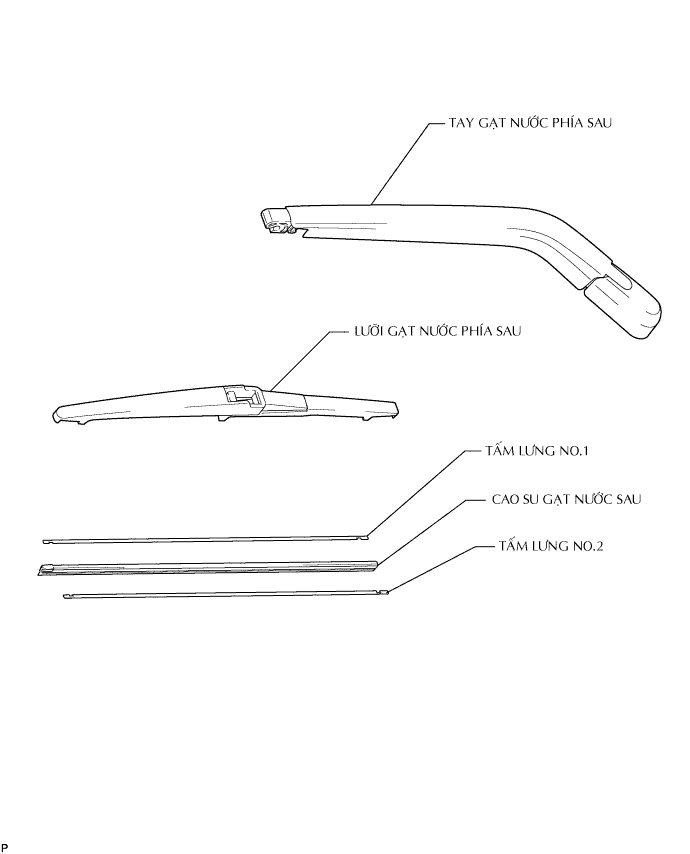 TAY GẠT NƯỚC PHÍA SAU
LƯỠI GẠT NƯỚC PHÍA SAU
TẤM LƯNG NO.1
CAO SU GẠT NƯỚC SAU
TẤM LƯNG NO.2
P